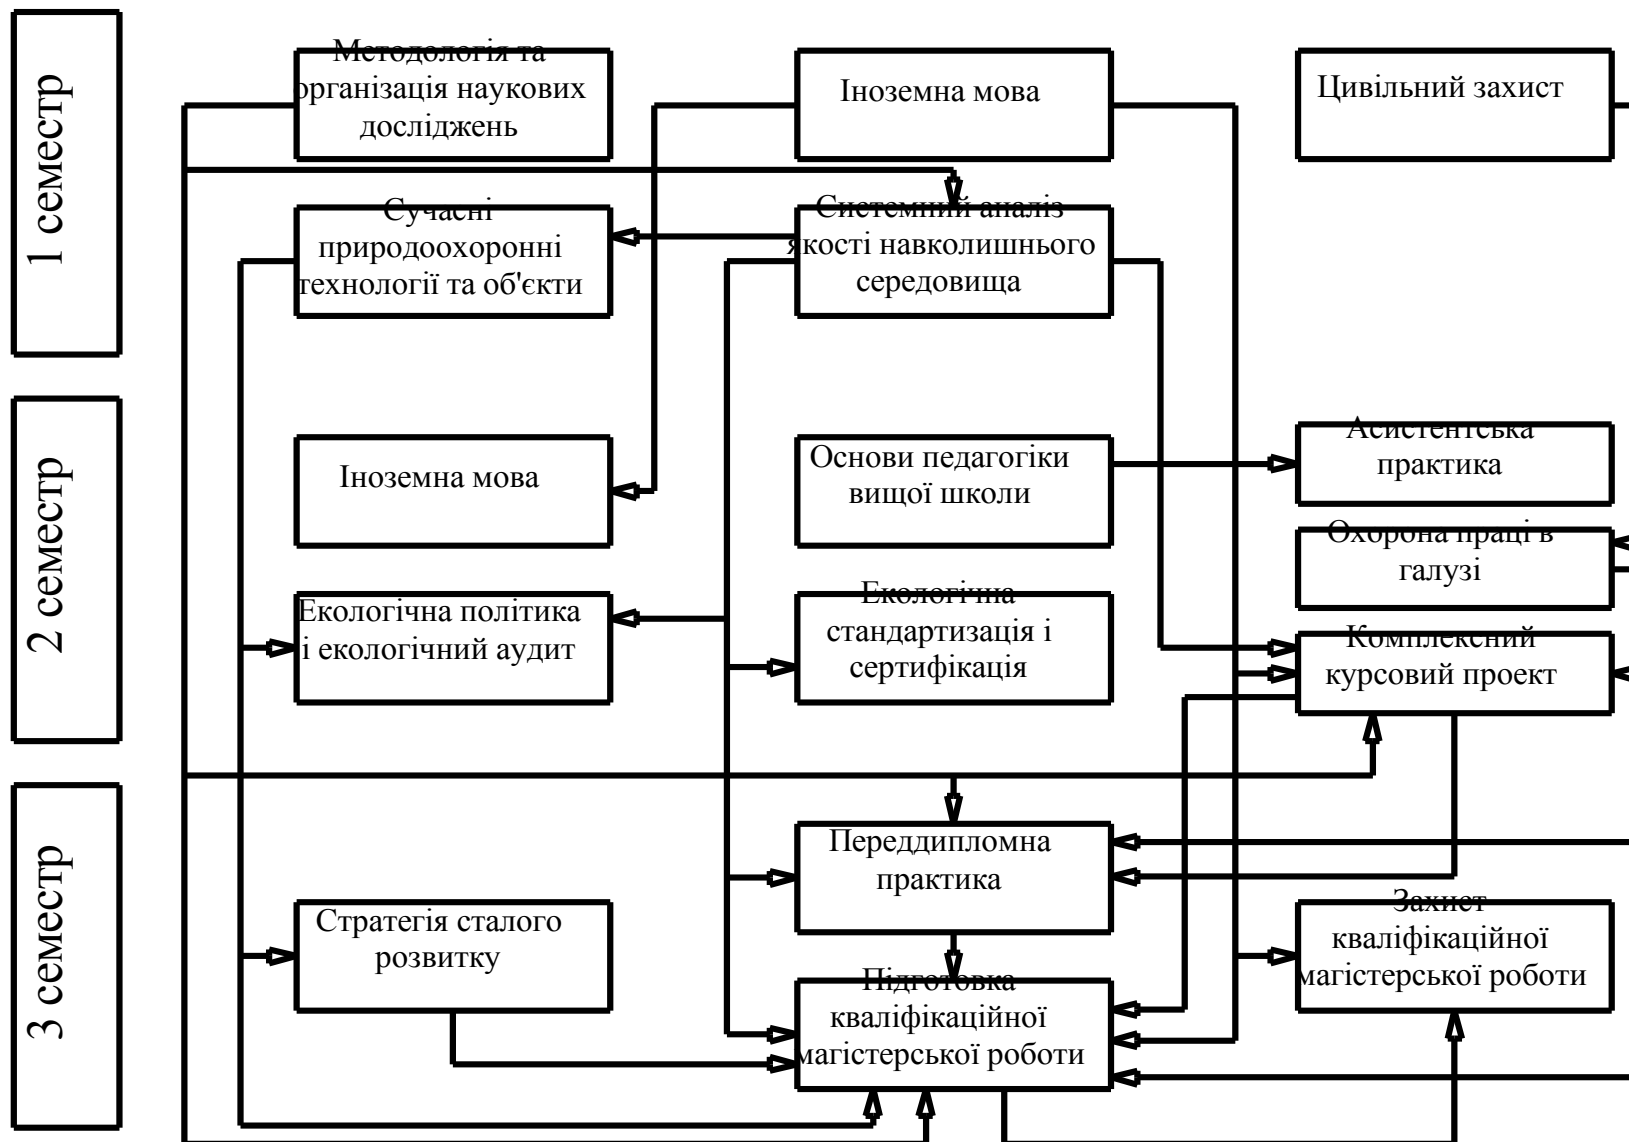 1 семестр
Методологія та
організація наукових
досліджень
Іноземна мова
Цивільний захист
Сучасні
природоохоронні
технології та об'єкти
Системний аналіз
якості навколишнього
середовища
2 семестр
Іноземна мова
Основи педагогіки
вищої школи
Асистентська
практика
Охорона праці в
галузі
Екологічна політика
і екологічний аудит
Екологічна
стандартизація і
сертифікація
Комплексний
курсовий проект
3 семестр
Переддипломна
практика
Стратегія сталого
розвитку
Підготовка
кваліфікаційної
магістерської роботи
Захист
кваліфікаційної
магістерської роботи